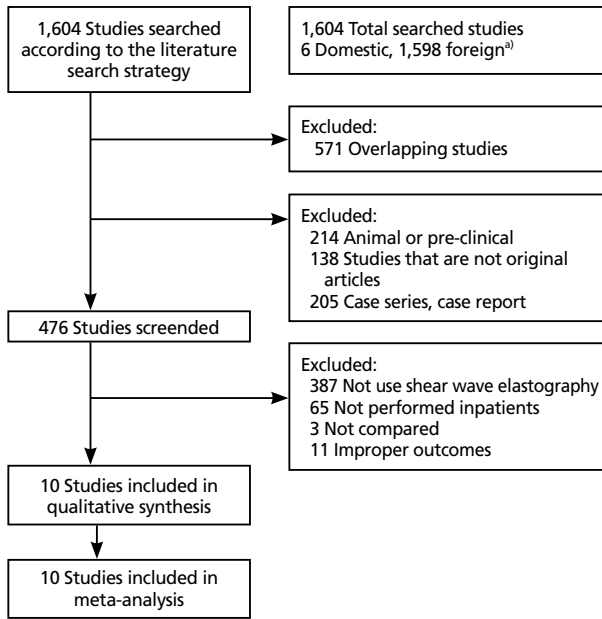 1,604 Studies searched
according to the literature
search strategy
1,604 Total searched studies
6 Domestic, 1,598 foreign a)
Excluded:
571 Overlapping studies
Excluded:
214 Animal or pre-clinical
138 Studies that are not original
articles
205 Case series, case report
476 Studies screended
Excluded:
387 Not use shear wave elastography
65 Not performed inpatients
3 Not compared
11 Improper outcomes
10 Studies included in
qualitative synthesis
10 Studies included in
meta-analysis